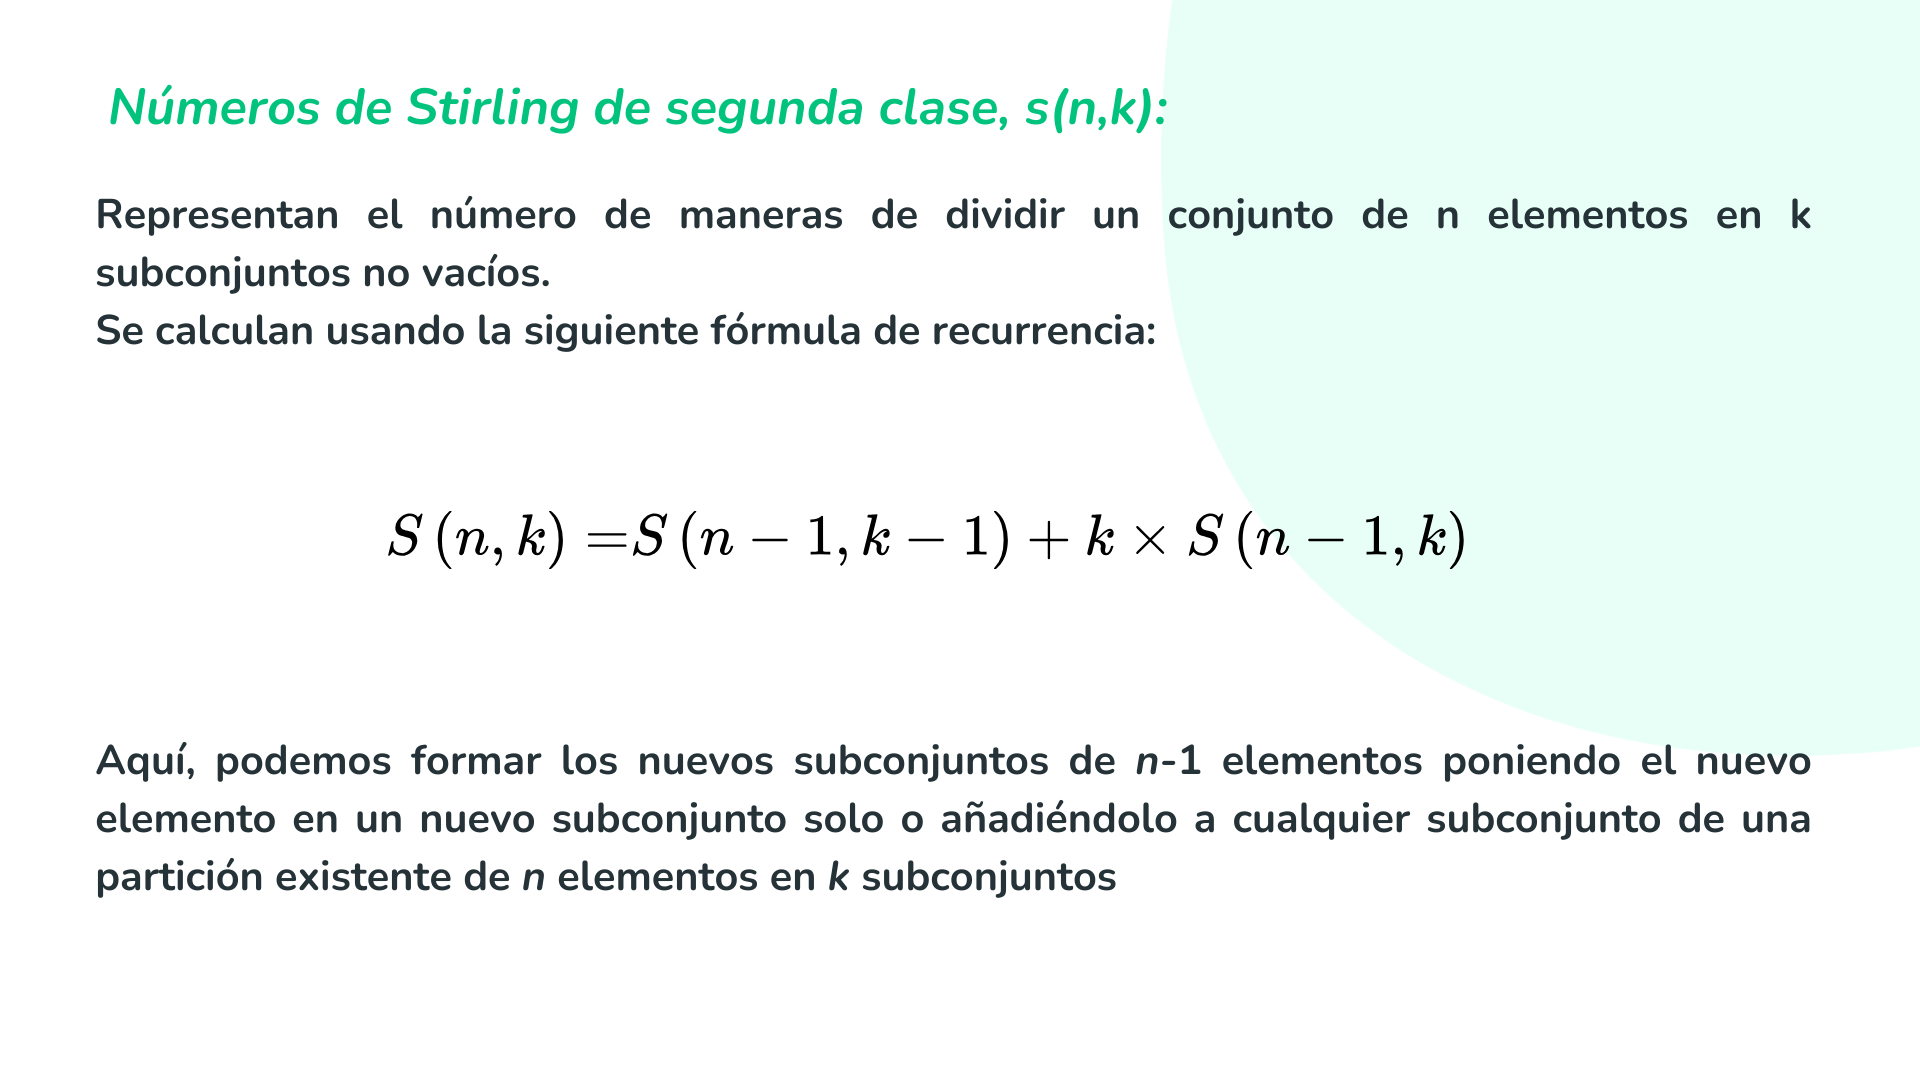 Números de Stirling de segunda clase, s(n,k):
Representan el número de maneras de dividir un conjunto de n elementos en k
subconjuntos no vacíos.
Se calculan usando la siguiente fórmula de recurrencia:
S (n, k) =S (n − 1, k − 1) + k × S (n − 1, k)
Aquí, podemos formar los nuevos subconjuntos de n-1 elementos poniendo el nuevo
elemento en un nuevo subconjunto solo o añadiéndolo a cualquier subconjunto de una
partición existente de n elementos en k subconjuntos